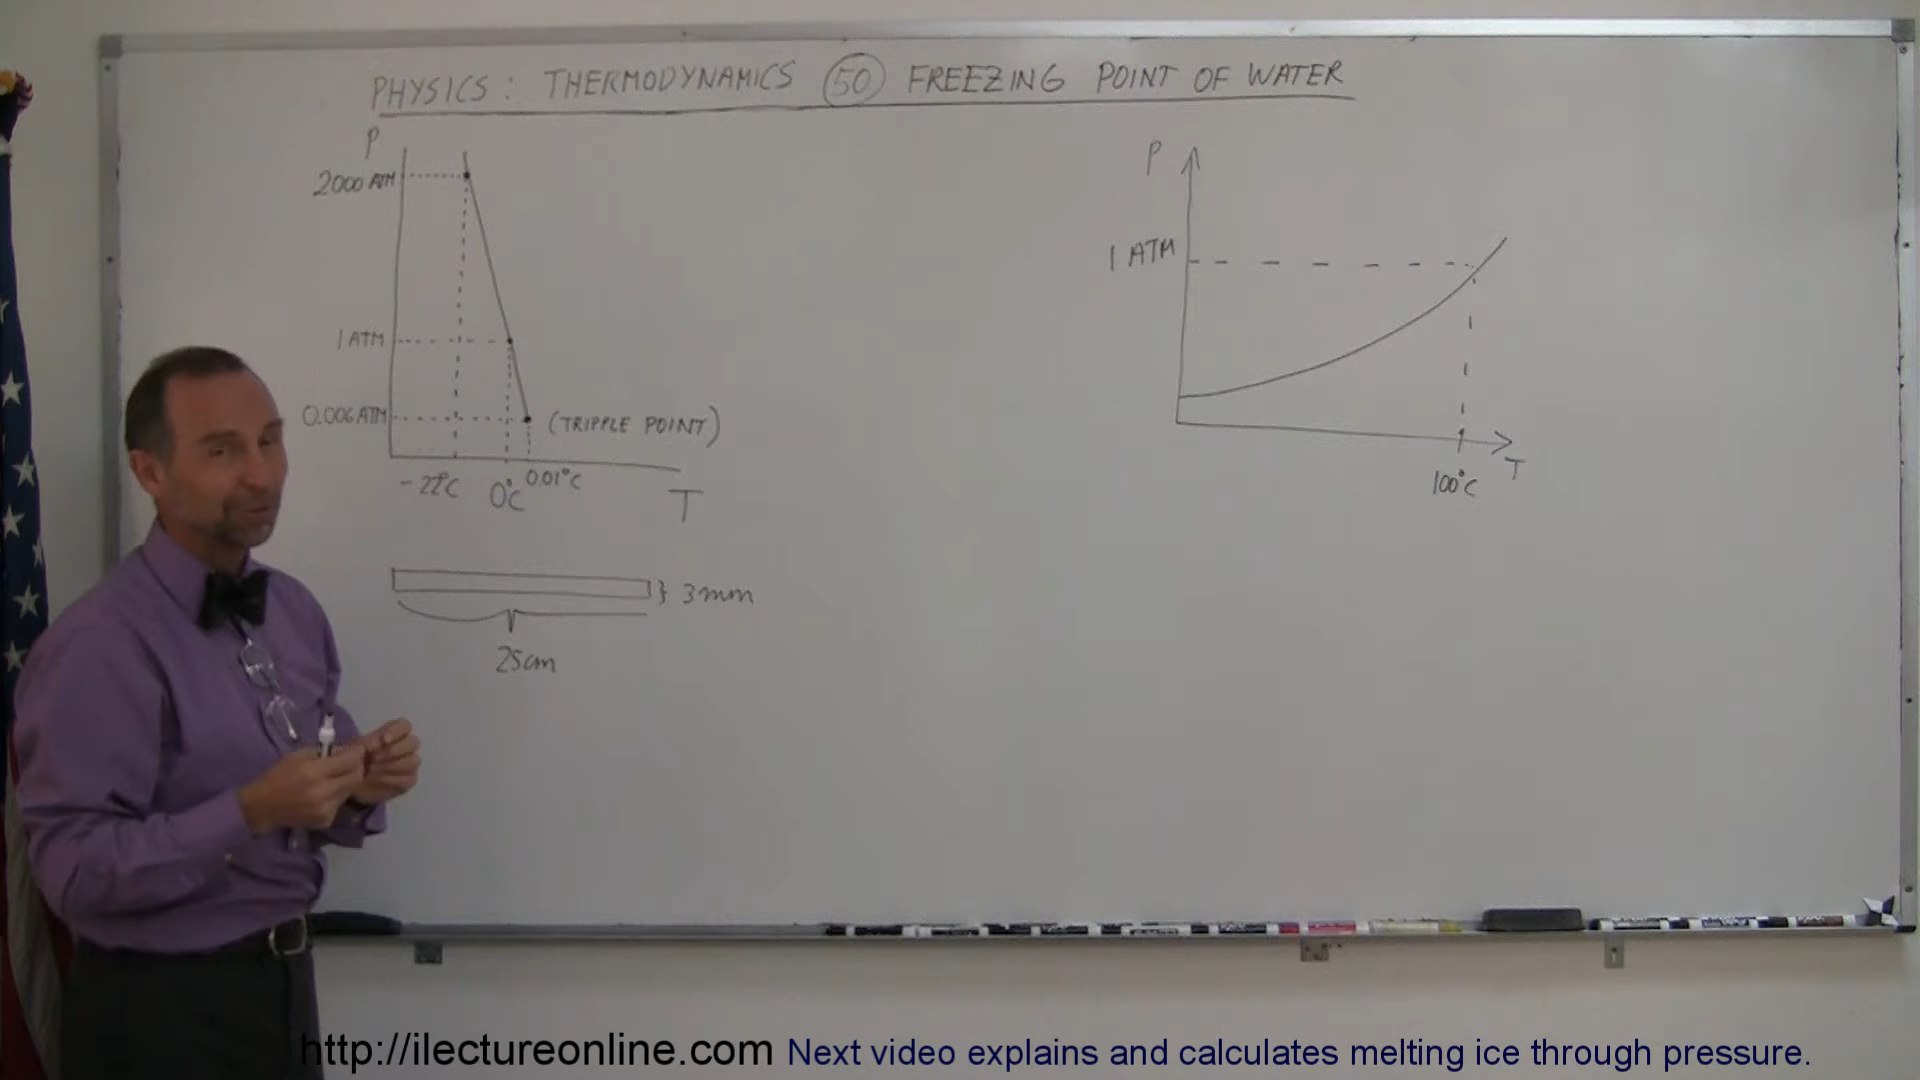 PHYSICS: THERMODYNAMICS 50 FREEZING POINT OF WATER
P
2000 ATM
1 ATM
0.006 ATM
(TRIPPLE POINT)
-22°C
0°C
0.01°C
T
3mm
25cm
P
1 ATM
100°C
T
http://ilectureonline.com Next video explains and calculates melting ice through pressure.